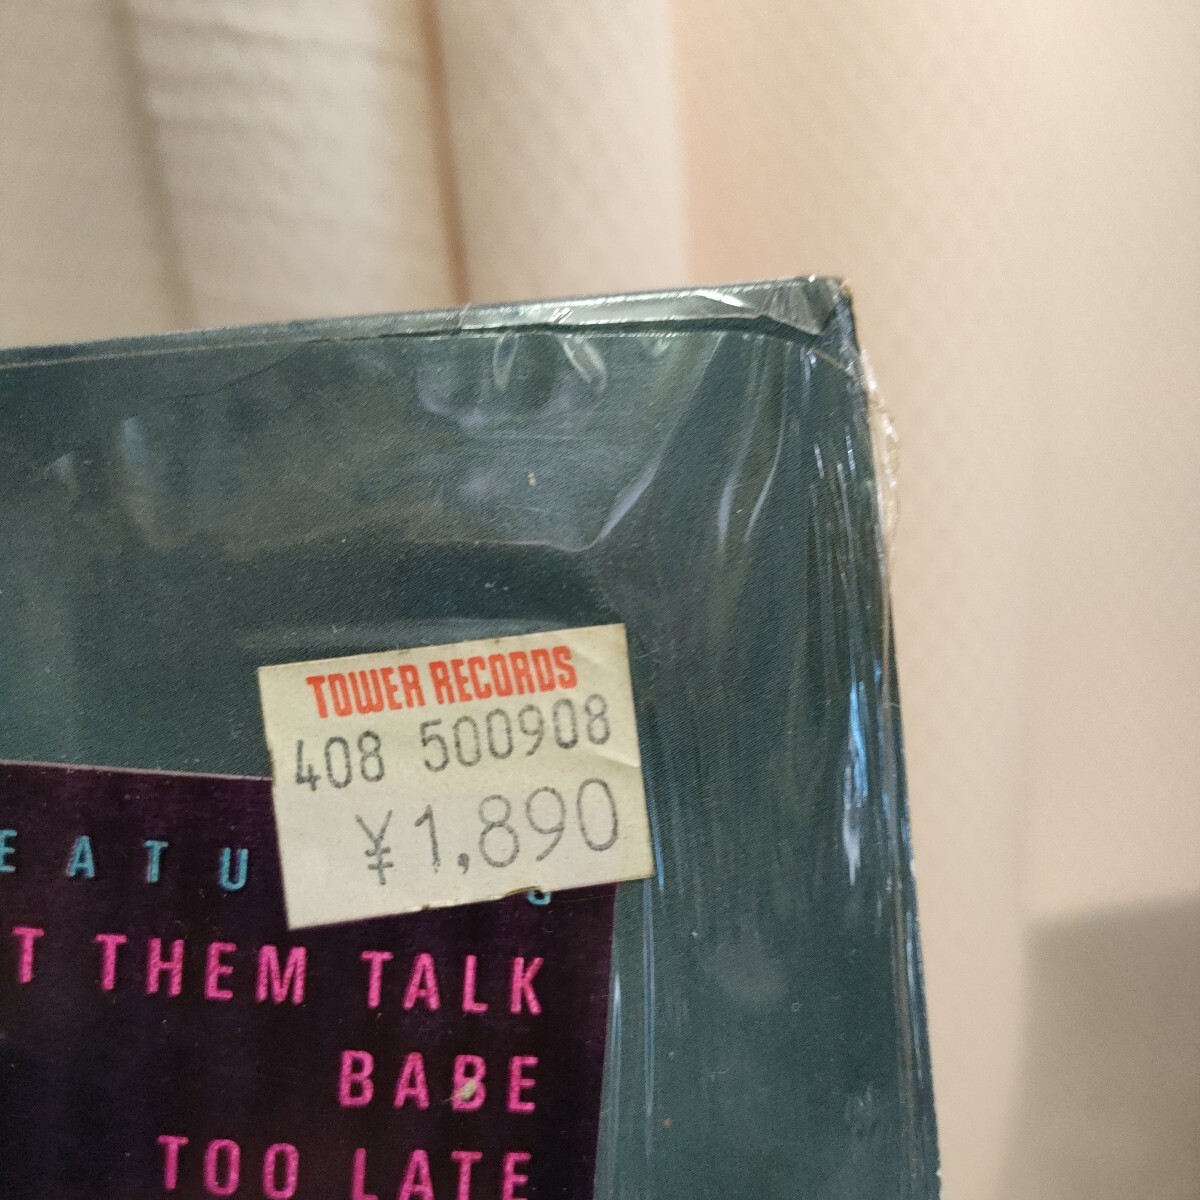 TOWER RECORDS
408 500908
¥1,890
EATU G
T THEM TALK
BABE
TOO LATE